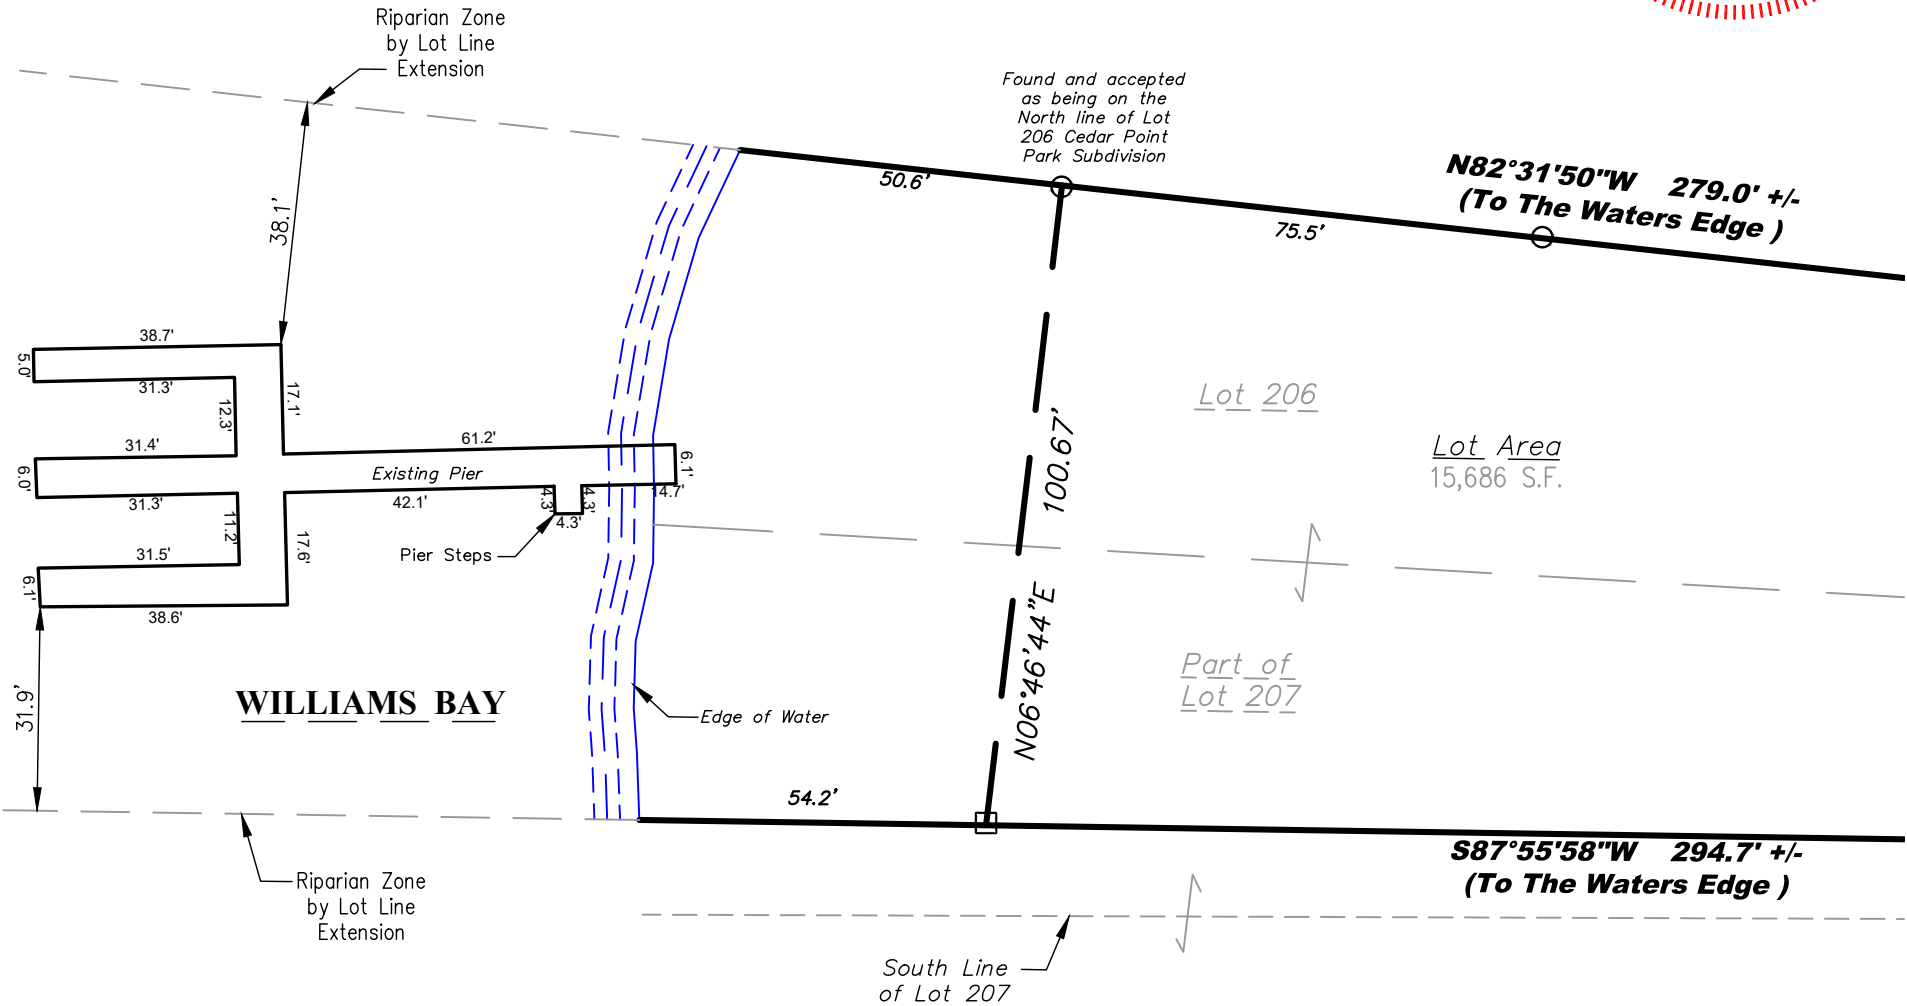 Riparian Zone
by Lot Line
Extension
Found and accepted
as being on the
North line of Lot
206 Cedar Point
Park Subdivision
N82°31'50"W 279.0' +/-
(To The Waters Edge )
50.6'
75.5'
38.1'
38.7'
5.0'
31.3'
17.1'
12.3'
31.4'
61.2'
6.0'
Existing Pier
6.1'
31.3'
42.1'
4.3'
4.3'
14.7'
4.3'
11.2'
17.6'
Pier Steps
31.5'
6.1'
38.6'
31.9'
WILLIAMS BAY
Edge of Water
Lot 206
Lot Area
15,686 S.F.
100.67'
N06°46'44"E
Part of
Lot 207
54.2'
S87°55'58"W 294.7' +/-
(To The Waters Edge )
Riparian Zone
by Lot Line
Extension
South Line
of Lot 207